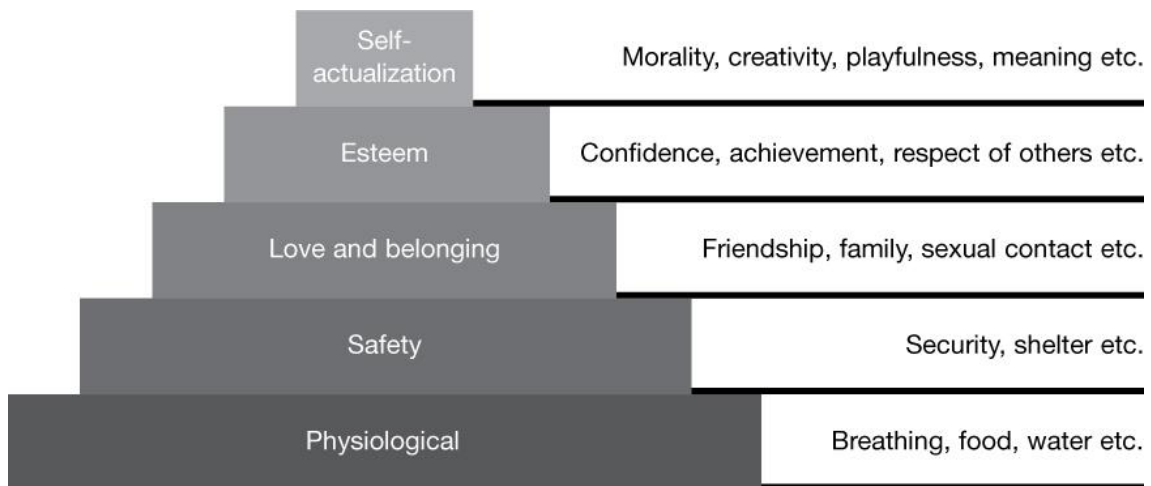 Self-
actualization
Morality, creativity, playfulness, meaning etc.
Esteem
Confidence, achievement, respect of others etc.
Love and belonging
Friendship, family, sexual contact etc.
Safety
Security, shelter etc.
Physiological
Breathing, food, water etc.